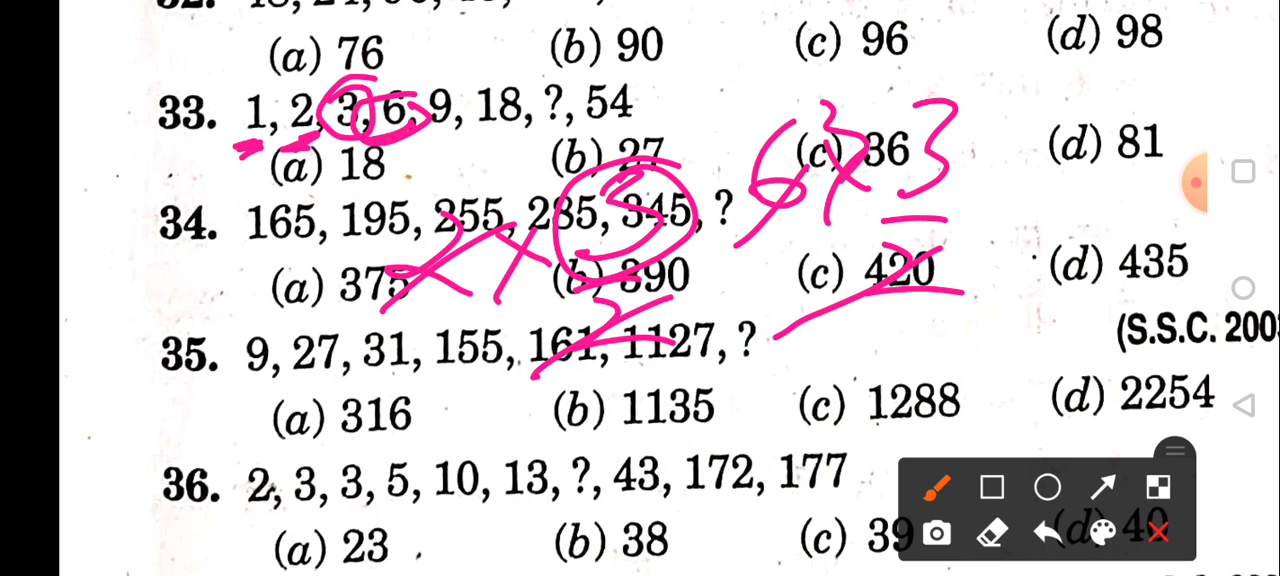 (a) 76 (b) 90 (c) 96 (d) 98
33. 1, 2, 3, 6, 9, 18, ?, 54
(a) 18 (b) 27 (c) 36 (d) 81
34. 165, 195, 255, 285, 345, ?
(a) 375 (b) 390 (c) 420 (d) 435
35. 9, 27, 31, 155, 161, 1127, ?
(S.S.C. 200
(a) 316 (b) 1135 (c) 1288 (d) 2254
36. 2, 3, 3, 5, 10, 13, ?, 43, 172, 177
(a) 23 (b) 38 (c) 39 (d) 40